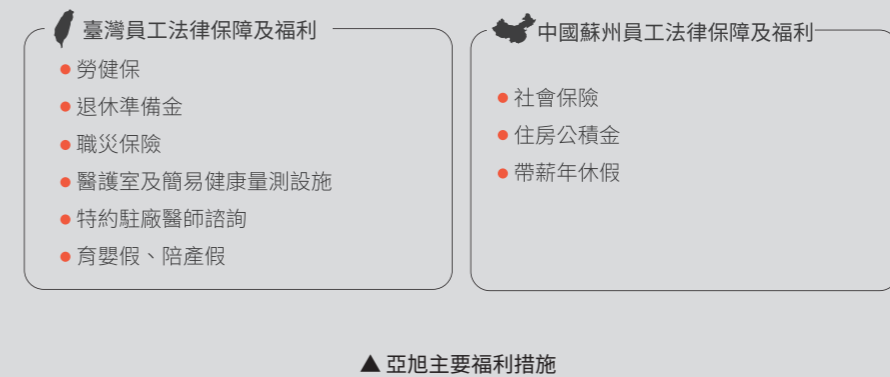 臺灣員工法律保障及福利
● 勞健保
● 退休準備金
● 職災保險
● 醫護室及簡易健康量測設施
● 特約駐廠醫師諮詢
● 育嬰假、陪產假
中國蘇州員工法律保障及福利
● 社會保險
● 住房公積金
● 帶薪年休假
▲ 亞旭主要福利措施